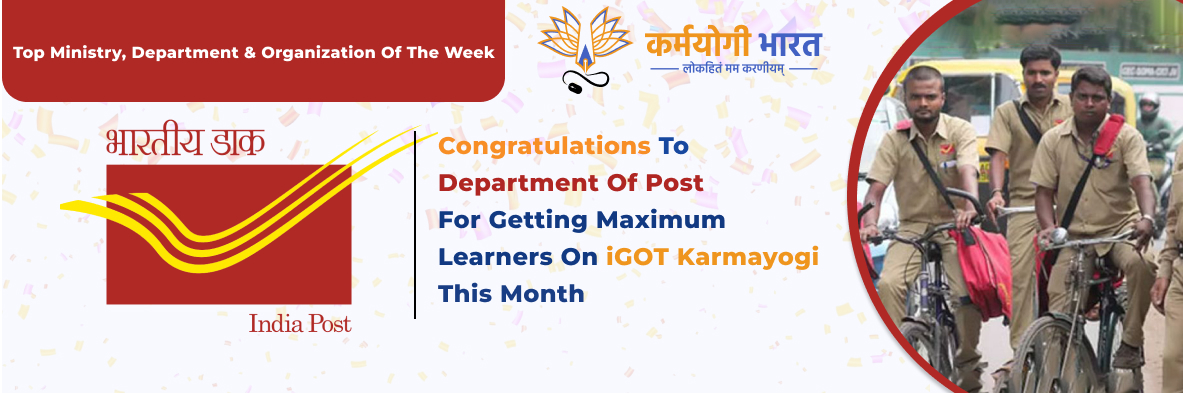 Top Ministry, Department & Organization Of The Week
कर्मयोगी भारत
लोकहितं मम करणीयम्
भारतीय डाक
India Post
Congratulations To
Department Of Post
For Getting Maximum
Learners On iGOT Karmayogi
This Month